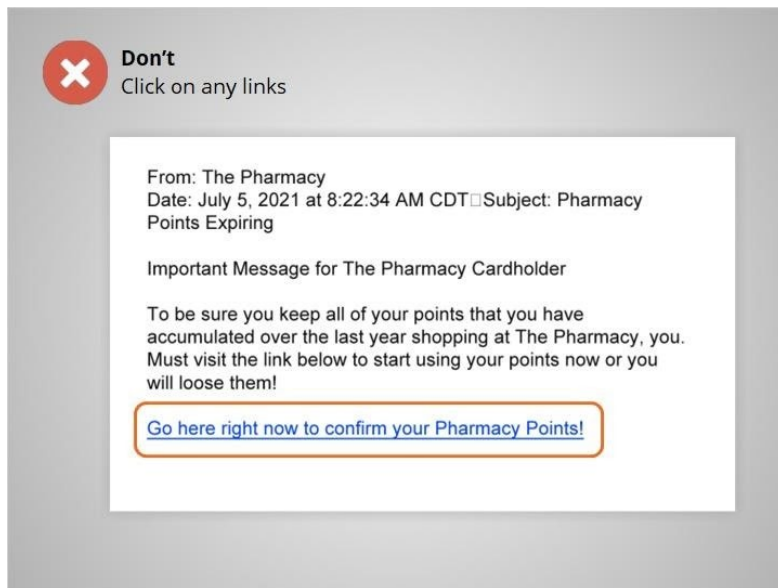 Don’t
Click on any links
From: The Pharmacy
Date: July 5, 2021 at 8:22:34 AM CDT□Subject: Pharmacy
Points Expiring
Important Message for The Pharmacy Cardholder
To be sure you keep all of your points that you have
accumulated over the last year shopping at The Pharmacy, you.
Must visit the link below to start using your points now or you
will loose them!
Go here right now to confirm your Pharmacy Points!